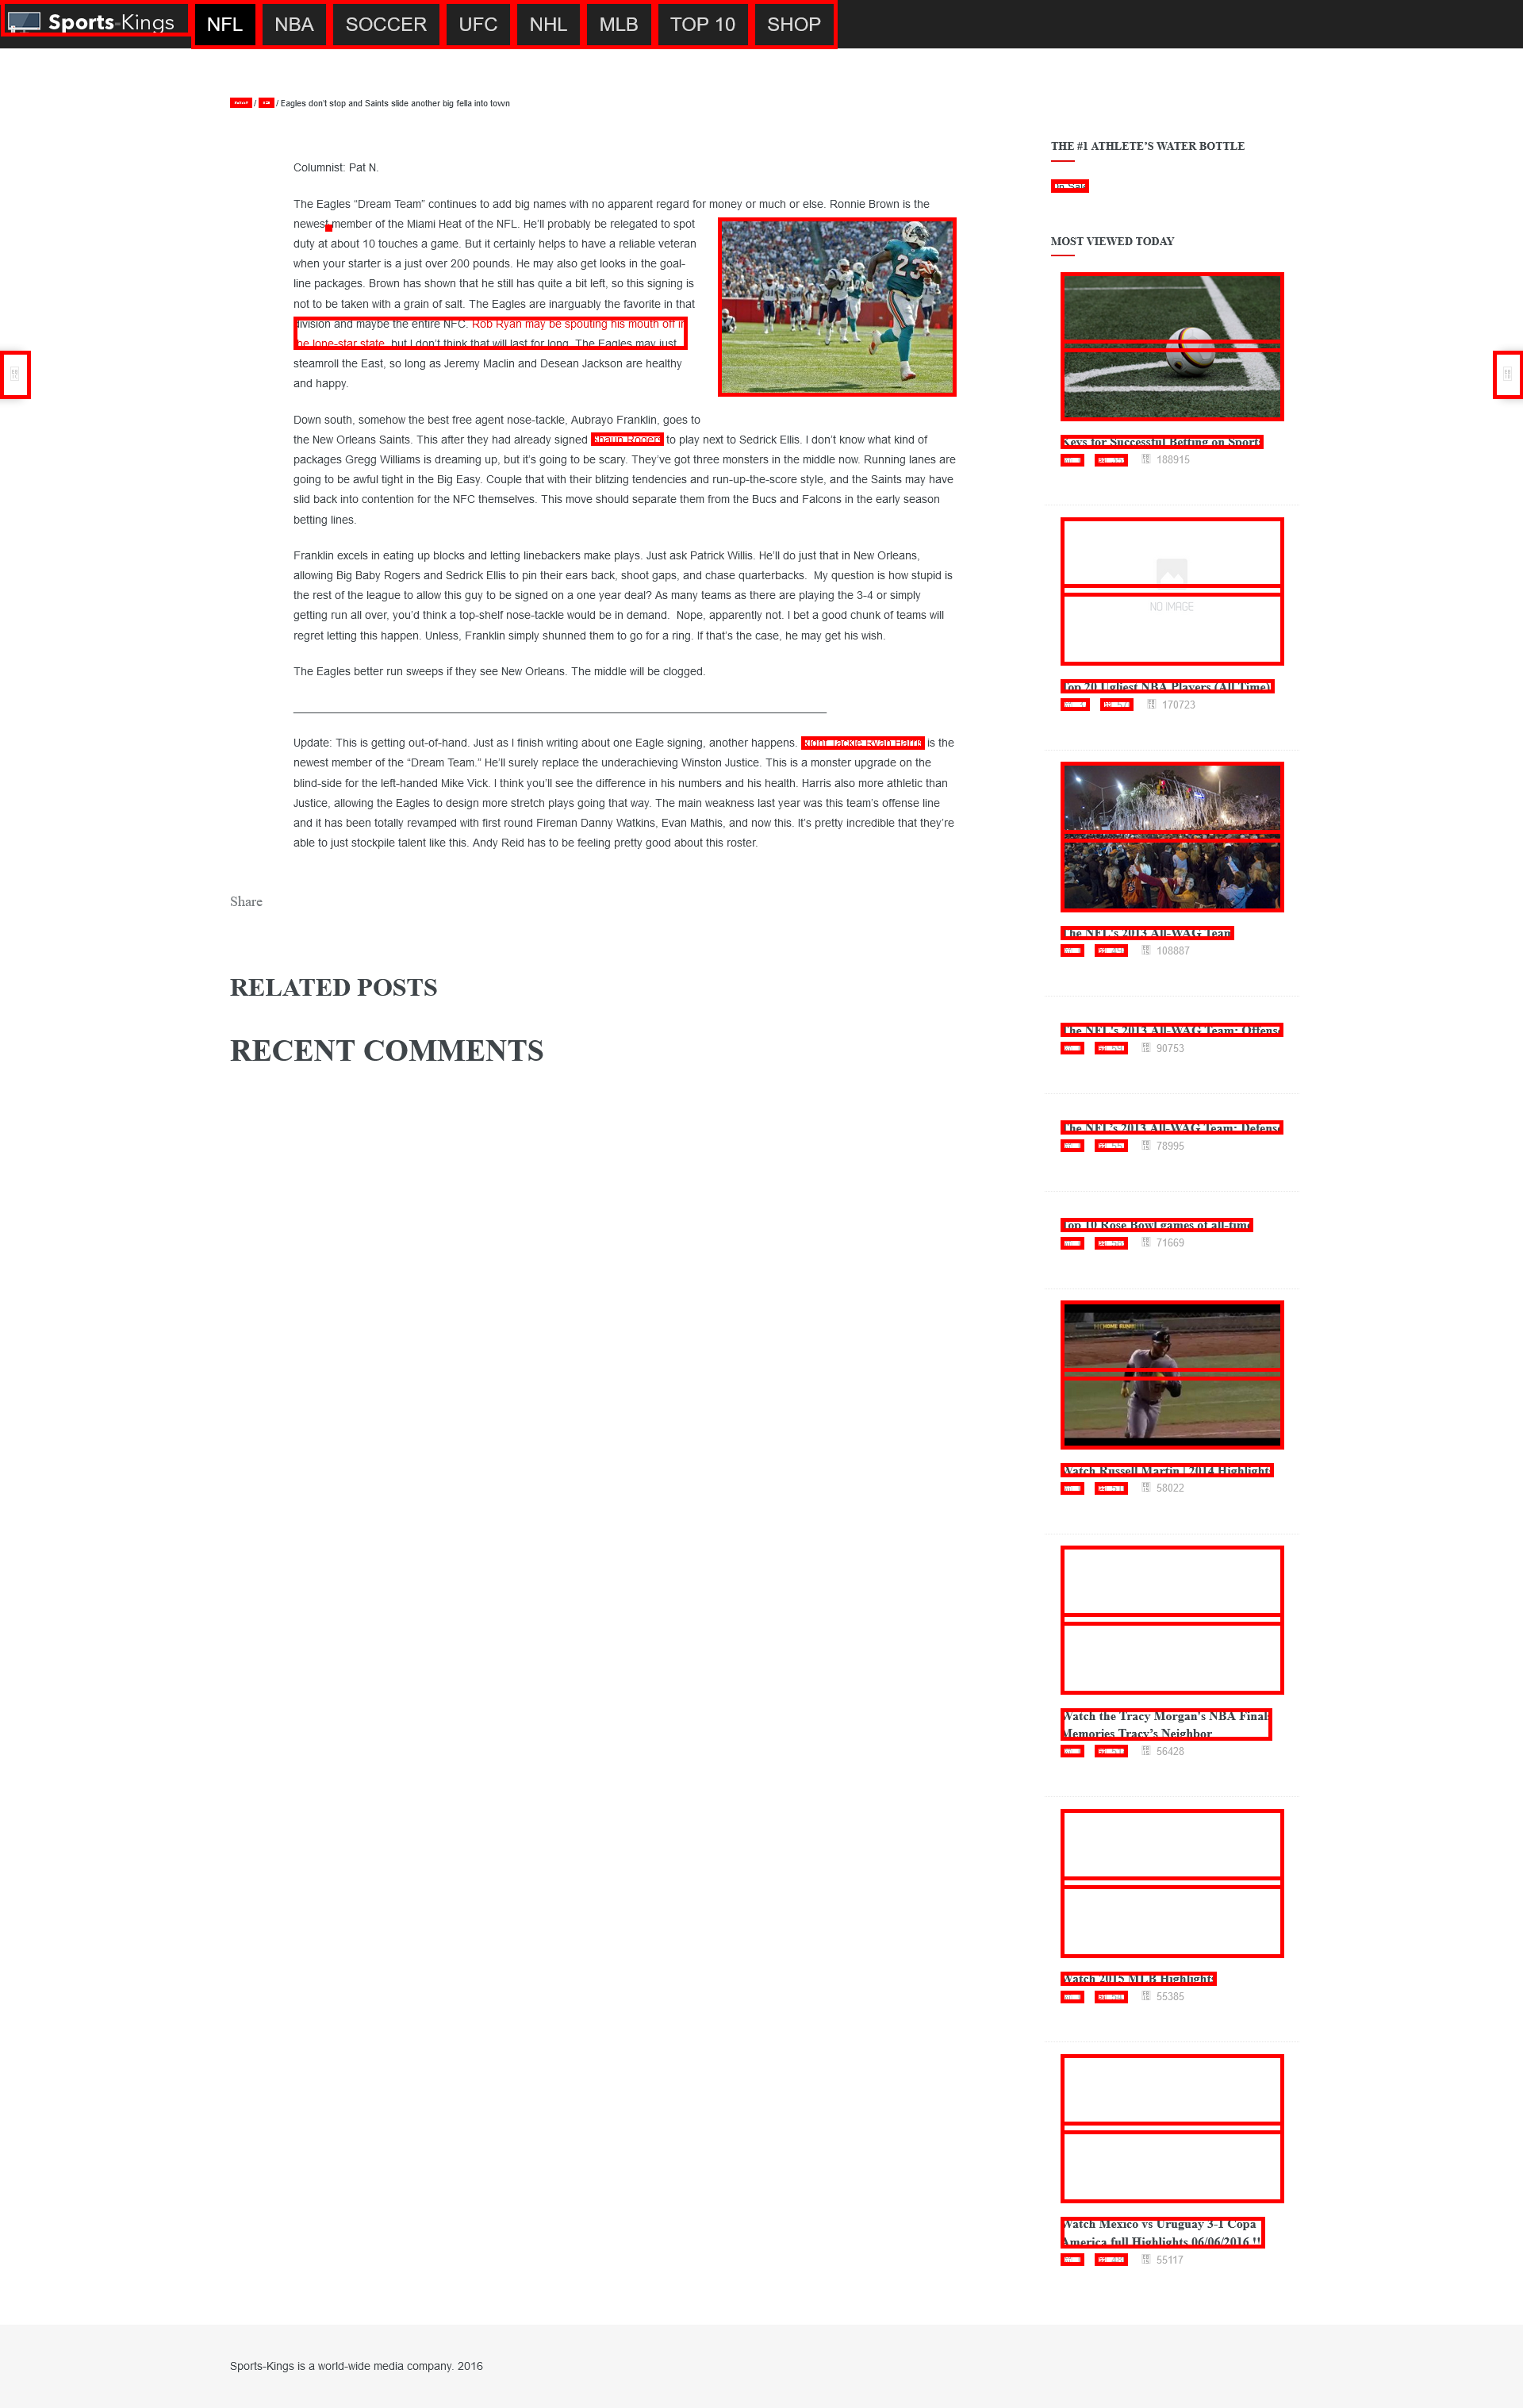 Sports-Kings NFL NBA SOCCER UFC NHL MLB TOP 10 SHOP
/ / Eagles don't stop and Saints slide another big fella into town
Columnist: Pat N.
The Eagles “Dream Team” continues to add big names with no apparent regard for money or much or else. Ronnie Brown is the
newest member of the Miami Heat of the NFL. He’ll probably be relegated to spot
duty at about 10 touches a game. But it certainly helps to have a reliable veteran
when your starter is a just over 200 pounds. He may also get looks in the goal-
line packages. Brown has shown that he still has quite a bit left, so this signing is
not to be taken with a grain of salt. The Eagles are inarguably the favorite in that
division and maybe the entire NFC. Rob Ryan may be spouting his mouth off in
the lone-star state, but I don’t think that will last for long. The Eagles may just
steamroll the East, so long as Jeremy Maclin and Desean Jackson are healthy
and happy.
Down south, somehow the best free agent nose-tackle, Aubrayo Franklin, goes to
the New Orleans Saints. This after they had already signed Shaun Rogers to play next to Sedrick Ellis. I don’t know what kind of
packages Gregg Williams is dreaming up, but it’s going to be scary. They’ve got three monsters in the middle now. Running lanes are
going to be awful tight in the Big Easy. Couple that with their blitzing tendencies and run-up-the-score style, and the Saints may have
slid back into contention for the NFC themselves. This move should separate them from the Bucs and Falcons in the early season
betting lines.
Franklin excels in eating up blocks and letting linebackers make plays. Just ask Patrick Willis. He’ll do just that in New Orleans,
allowing Big Baby Rogers and Sedrick Ellis to pin their ears back, shoot gaps, and chase quarterbacks.  My question is how stupid is
the rest of the league to allow this guy to be signed on a one year deal? As many teams as there are playing the 3-4 or simply
getting run all over, you’d think a top-shelf nose-tackle would be in demand.  Nope, apparently not. I bet a good chunk of teams will
regret letting this happen. Unless, Franklin simply shunned them to go for a ring. If that’s the case, he may get his wish.
The Eagles better run sweeps if they see New Orleans. The middle will be clogged.
Update: This is getting out-of-hand. Just as I finish writing about one Eagle signing, another happens. Right Tackle Ryan Harris is the
newest member of the “Dream Team.” He’ll surely replace the underachieving Winston Justice. This is a monster upgrade on the
blind-side for the left-handed Mike Vick. I think you’ll see the difference in his numbers and his health. Harris also more athletic than
Justice, allowing the Eagles to design more stretch plays going that way. The main weakness last year was this team’s offense line
and it has been totally revamped with first round Fireman Danny Watkins, Evan Mathis, and now this. It’s pretty incredible that they’re
able to just stockpile talent like this. Andy Reid has to be feeling pretty good about this roster.
Share
RELATED POSTS
RECENT COMMENTS
THE #1 ATHLETE’S WATER BOTTLE
On Sale
MOST VIEWED TODAY
Keys for Successful Betting on Sports
188915
NO IMAGE
Top 20 Ugliest NBA Players (All Time)
170723
The NFL's 2013 All-WAG Team
108887
The NFL's 2013 All-WAG Team: Offense
90753
The NFL's 2013 All-WAG Team: Defense
78995
Top 10 Rose Bowl games of all-time
71669
HOME RUN
Watch Russell Martin | 2014 Highlights
58022
Watch the Tracy Morgan's NBA Finals
Memories Tracy’s Neighbor
56428
Watch 2015 MLB Highlights
55385
Watch Mexico vs Uruguay 3-1 Copa
America full Highlights 06/06/2016 !!
55117
Sports-Kings is a world-wide media company. 2016